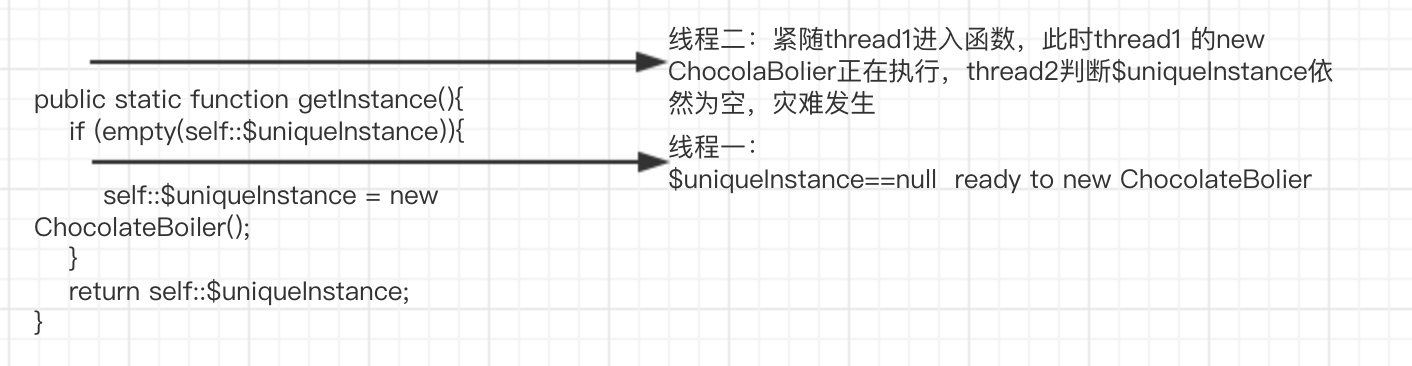 public static function getInstance(){
if (empty(self::$uniqueInstance)){
self::$uniqueInstance = new
ChocolateBoiler();
}
return self::$uniqueInstance;
}
线程二：紧随thread1进入函数，此时thread1 的new
ChocolaBolier正在执行，thread2判断$uniqueInstance依
然为空，灾难发生
线程一：
$uniqueInstance==null  ready to new ChocolateBolier